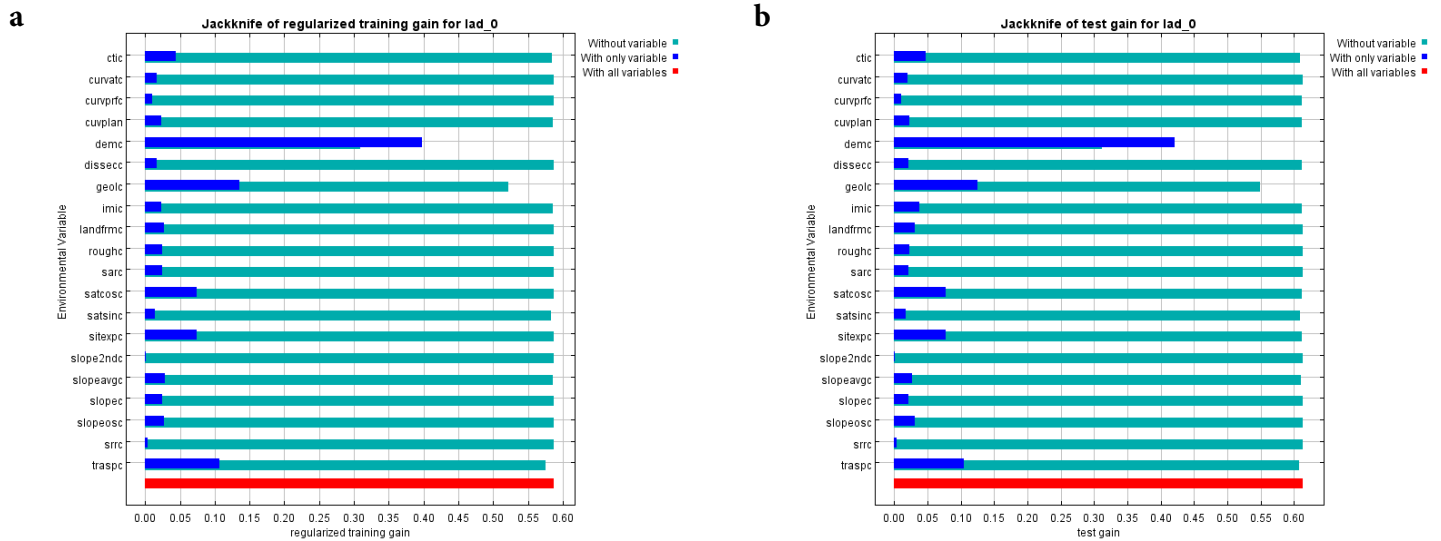 a
Jackknife of regularized training gain for lad_0
Without variable
With only variable
With all variables
Environmental Variable
ctic
curvatc
curvprfc
cuvplan
demc
dissecc
geolc
imic
landfrmc
roughc
sarc
satcosc
satsinc
sitexpc
slope2ndc
slopeavgc
slopec
slopeosc
srrc
traspc
0.00 0.05 0.10 0.15 0.20 0.25 0.30 0.35 0.40 0.45 0.50 0.55 0.60
regularized training gain
b
Jackknife of test gain for lad_0
Without variable
With only variable
With all variables
Environmental Variable
ctic
curvatc
curvprfc
cuvplan
demc
dissecc
geolc
imic
landfrmc
roughc
sarc
satcosc
satsinc
sitexpc
slope2ndc
slopeavgc
slopec
slopeosc
srrc
traspc
0.00 0.05 0.10 0.15 0.20 0.25 0.30 0.35 0.40 0.45 0.50 0.55 0.60
test gain